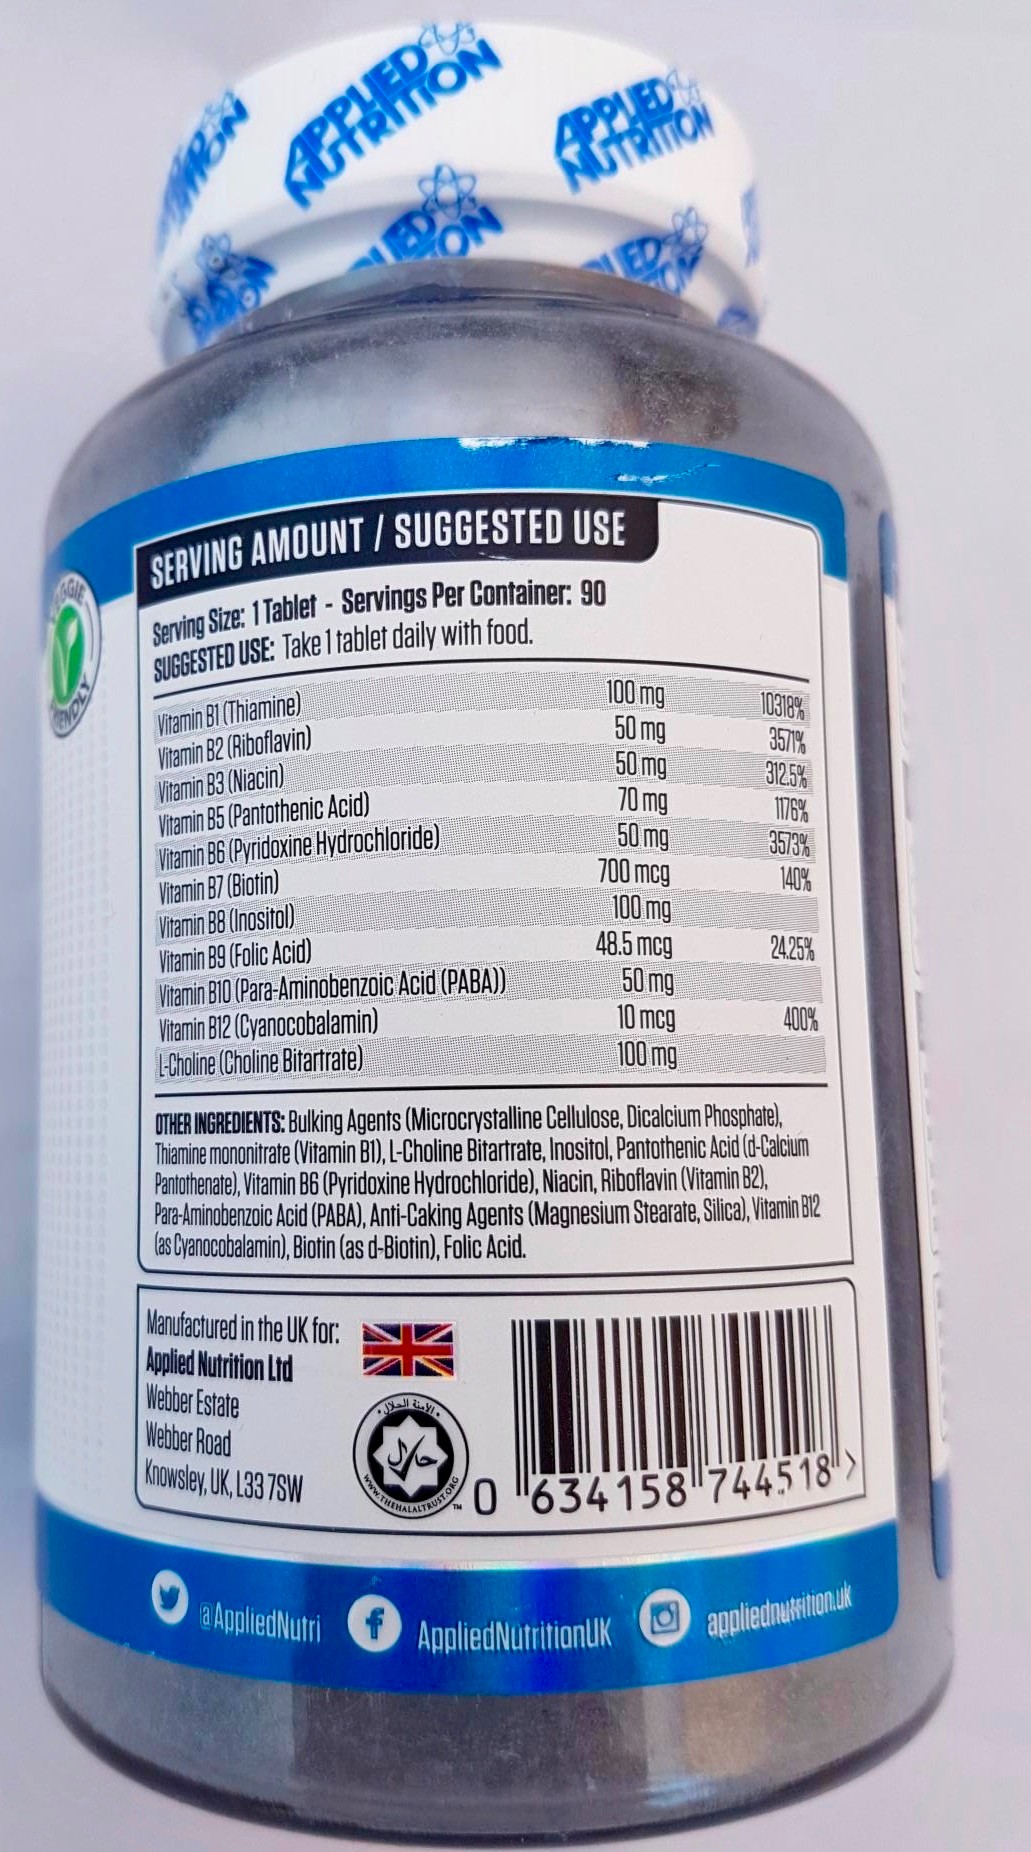 APPLIED
NUTRITION
APPLIED
NUTRITION
SERVING AMOUNT / SUGGESTED USE
Serving Size: 1 Tablet - Servings Per Container: 90
SUGGESTED USE: Take 1 tablet daily with food.
Vitamin B1 (Thiamine) 100 mg 10318%
Vitamin B2 (Riboflavin) 50 mg 3571%
Vitamin B3 (Niacin) 50 mg 312.5%
Vitamin B5 (Pantothenic Acid) 70 mg 1176%
Vitamin B6 (Pyridoxine Hydrochloride) 50 mg 3573%
Vitamin B7 (Biotin) 700 mcg 140%
Vitamin B8 (Inositol) 100 mg
Vitamin B9 (Folic Acid) 48.5 mcg 24.25%
Vitamin B10 (Para-Aminobenzoic Acid (PABA)) 50 mg
Vitamin B12 (Cyanocobalamin) 10 mcg 400%
L-Choline (Choline Bitartrate) 100 mg
OTHER INGREDIENTS: Bulking Agents (Microcrystalline Cellulose, Dicalcium Phosphate),
Thiamine mononitrate (Vitamin B1), L-Choline Bitartrate, Inositol, Pantothenic Acid (d-Calcium
Pantothenate), Vitamin B6 (Pyridoxine Hydrochloride), Niacin, Riboflavin (Vitamin B2),
Para-Aminobenzoic Acid (PABA), Anti-Caking Agents (Magnesium Stearate, Silica), Vitamin B12
(as Cyanocobalamin), Biotin (as d-Biotin), Folic Acid.
Manufactured in the UK for:
Applied Nutrition Ltd
Webber Estate
Webber Road
Knowsley, UK, L33 7SW
حلال
WWW.THEHALALTRUST.ORG
TM
0 634158 744518 >
@AppliedNutri
AppliedNutritionUK
appliednutrition.uk